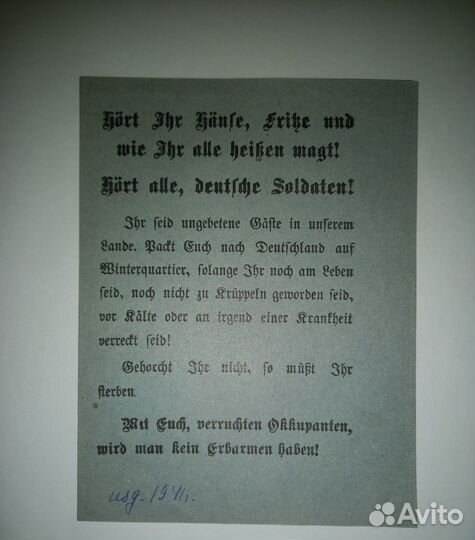 Hört Ihr Hänse, Fritze und
wie Ihr alle heißen magt!
Hört alle, deutsche Soldaten!
Ihr seid ungebetene Gäste in unserem
Lande. Packt Euch nach Deutschland auf
Winterquartier, solange Ihr noch am Leben
seid, noch nicht zu Krüppeln geworden seid,
vor Kälte oder an irgend einer Krankheit
verreckt seid!
Gehorcht Ihr nicht, so müßt Ihr
sterben.
Mit Euch, verruchten Okkupanten,
wird man kein Erbarmen haben!
изд. 1941г.
Avito